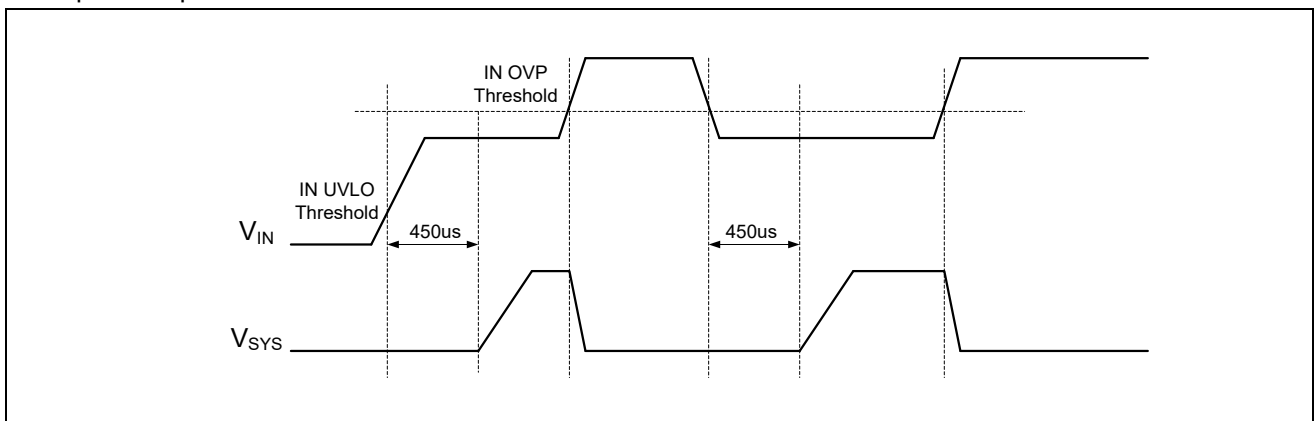 IN OVP
Threshold
IN UVLO
Threshold
V_IN
450us
450us
V_SYS